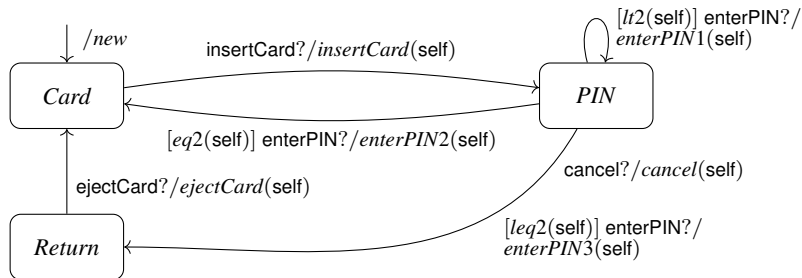 /new
insertCard?/insertCard(self)
[lt2(self)] enterPIN?/
enterPIN1(self)
Card
PIN
[eq2(self)] enterPIN?/enterPIN2(self)
cancel?/cancel(self)
ejectCard?/ejectCard(self)
[leq2(self)] enterPIN?/
enterPIN3(self)
Return